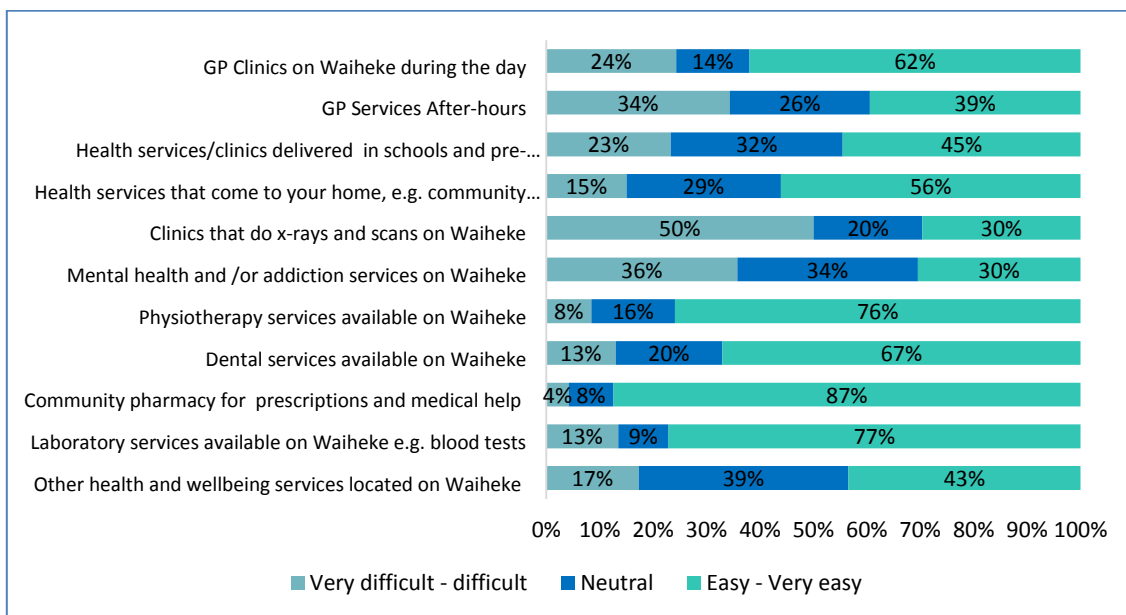 GP Clinics on Waiheke during the day 24% 14% 62%
GP Services After-hours 34% 26% 39%
Health services/clinics delivered  in schools and pre-... 23% 32% 45%
Health services that come to your home, e.g. community... 15% 29% 56%
Clinics that do x-rays and scans on Waiheke 50% 20% 30%
Mental health and /or addiction services on Waiheke 36% 34% 30%
Physiotherapy services available on Waiheke 8% 16% 76%
Dental services available on Waiheke 13% 20% 67%
Community pharmacy for  prescriptions and medical help 4% 8% 87%
Laboratory services available on Waiheke e.g. blood tests 13% 9% 77%
Other health and wellbeing services located on Waiheke 17% 39% 43%
0% 10% 20% 30% 40% 50% 60% 70% 80% 90% 100%
Very difficult - difficult Neutral Easy - Very easy